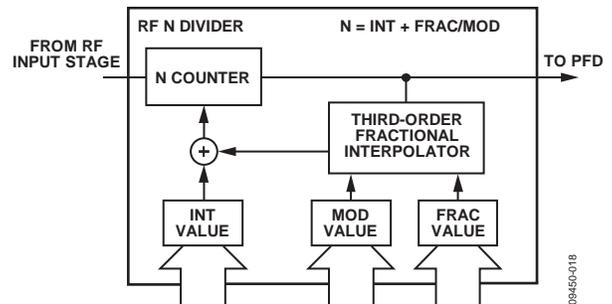 RF N DIVIDER
N = INT + FRAC/MOD
FROM RF
INPUT STAGE
N COUNTER
TO PFD
THIRD-ORDER
FRACTIONAL
INTERPOLATOR
+
INT
VALUE
MOD
VALUE
FRAC
VALUE
09450-018